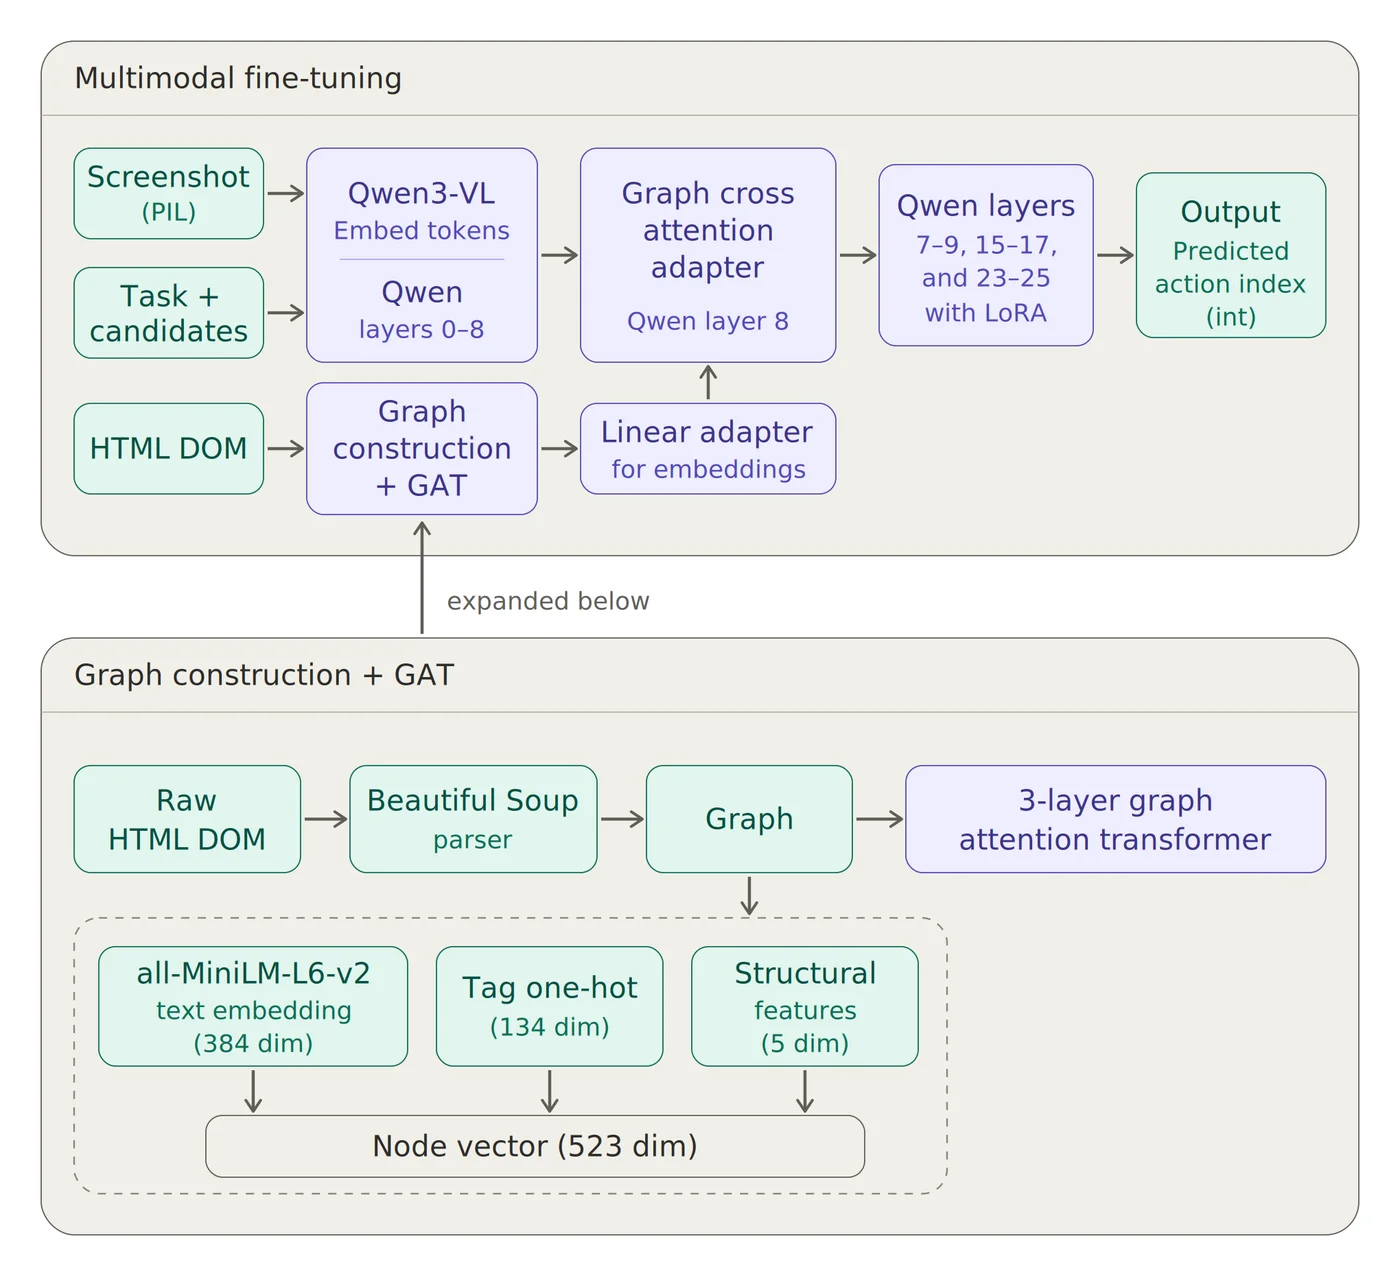 Multimodal fine-tuning
Screenshot
(PIL)
Task +
candidates
HTML DOM
Qwen3-VL
Embed tokens
Qwen
layers 0–8
Graph
construction
+ GAT
Graph cross
attention
adapter
Qwen layer 8
Linear adapter
for embeddings
Qwen layers
7–9, 15–17,
and 23–25
with LoRA
Output
Predicted
action index
(int)
expanded below
Graph construction + GAT
Raw
HTML DOM
Beautiful Soup
parser
Graph
3-layer graph
attention transformer
all-MiniLM-L6-v2
text embedding
(384 dim)
Tag one-hot
(134 dim)
Structural
features
(5 dim)
Node vector (523 dim)